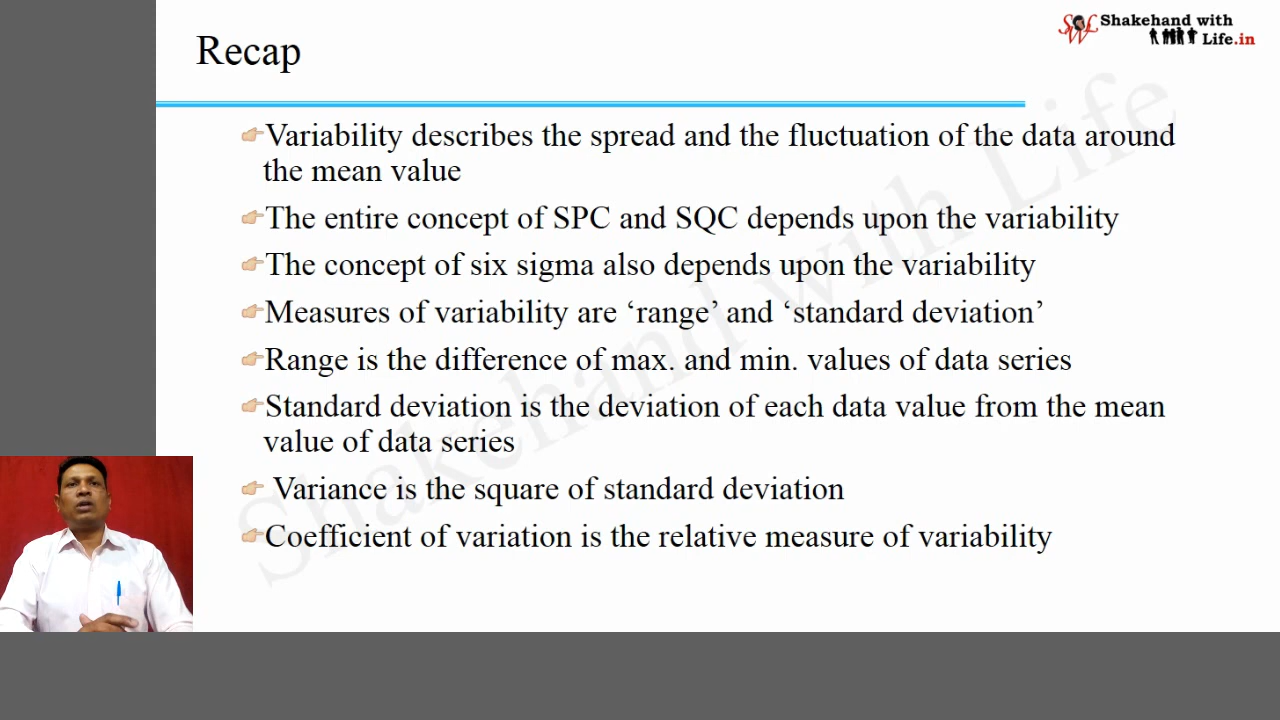 Shakehand with
Life.in
Recap
Variability describes the spread and the fluctuation of the data around
the mean value
The entire concept of SPC and SQC depends upon the variability
The concept of six sigma also depends upon the variability
Measures of variability are ‘range’ and ‘standard deviation’
Range is the difference of max. and min. values of data series
Standard deviation is the deviation of each data value from the mean
value of data series
Variance is the square of standard deviation
Coefficient of variation is the relative measure of variability
Shakehand with Life